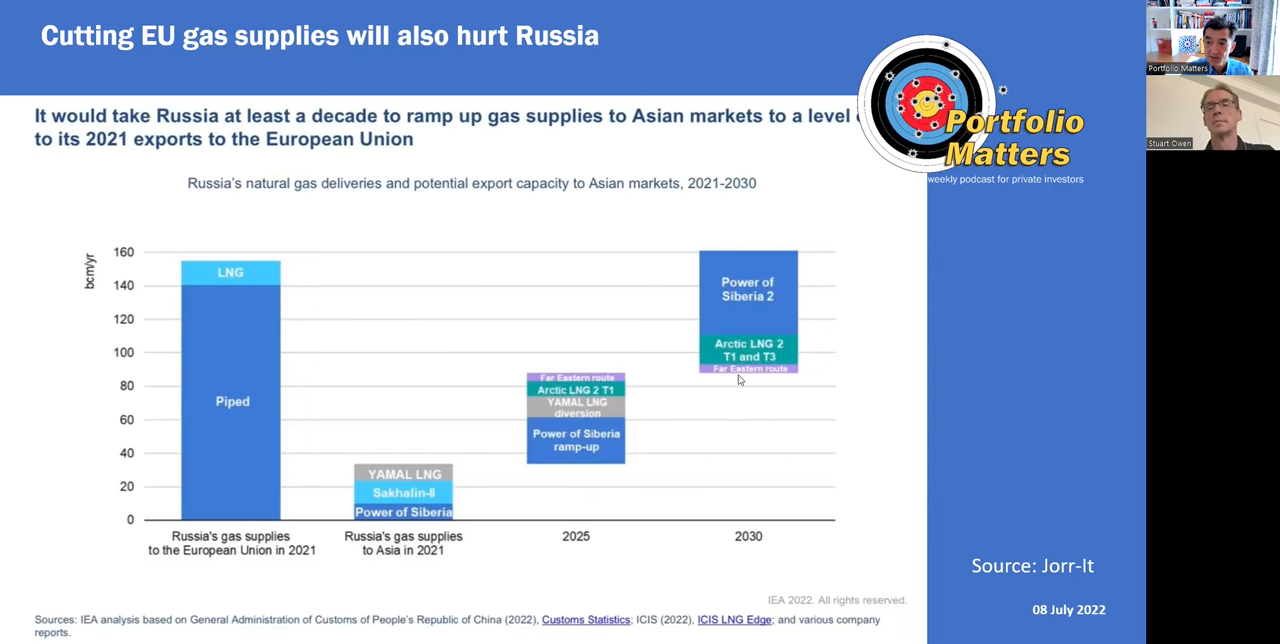 Cutting EU gas supplies will also hurt Russia
Portfolio Matters
Stuart Owen
Portfolio
Matters
weekly podcast for private investors
It would take Russia at least a decade to ramp up gas supplies to Asian markets to a level
to its 2021 exports to the European Union
Russia's natural gas deliveries and potential export capacity to Asian markets, 2021-2030
bcm/yr
160
140
120
100
80
60
40
20
0
LNG
Piped
YAMAL LNG
Sakhalin-II
Power of Siberia
Far Eastern route
Arctic LNG 2 T1
YAMAL LNG
diversion
Power of Siberia
ramp-up
Power of
Siberia 2
Arctic LNG 2
T1 and T3
Far Eastern route
Russia's gas supplies
to the European Union in 2021
Russia's gas supplies
to Asia in 2021
2025
2030
IEA 2022. All rights reserved.
Sources: IEA analysis based on General Administration of Customs of People's Republic of China (2022), Customs Statistics; ICIS (2022), ICIS LNG Edge; and various company
reports.
Source: Jorr-It
08 July 2022